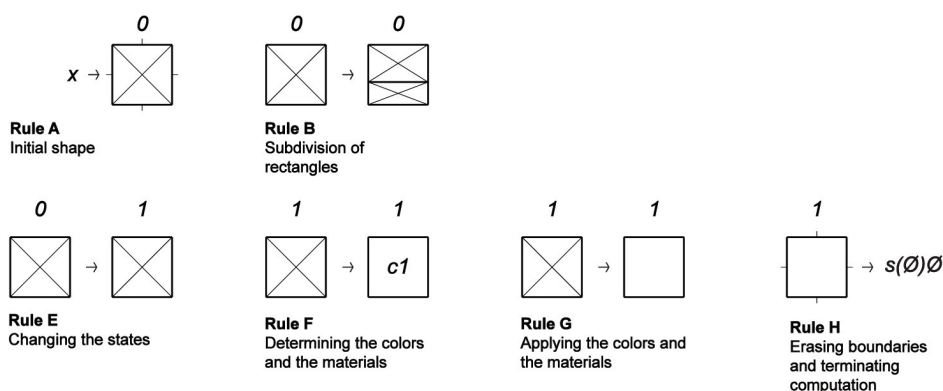 0
0
0
x →
→
Rule A
Initial shape
Rule B
Subdivision of
rectangles
0
1
1
1
1
1
1
→
→
c1
→
→ s(Ø)Ø
Rule E
Changing the states
Rule F
Determining the colors
and the materials
Rule G
Applying the colors and
the materials
Rule H
Erasing boundaries
and terminating
computation